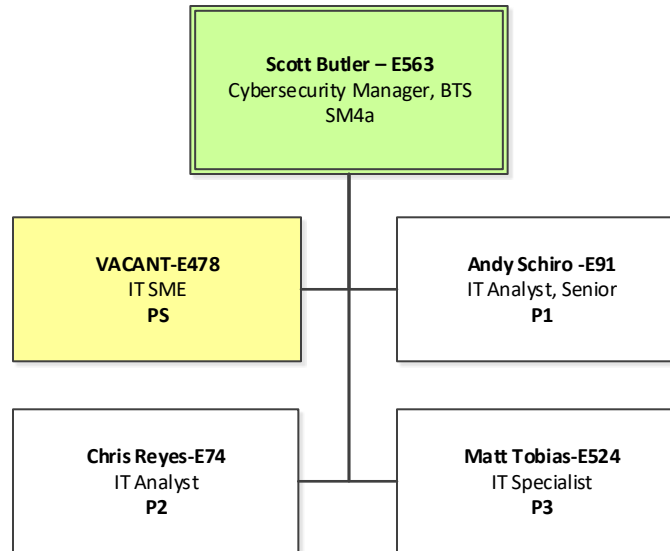 Scott Butler – E563
Cybersecurity Manager, BTS
SM4a
VACANT-E478
IT SME
PS
Andy Schiro -E91
IT Analyst, Senior
P1
Chris Reyes-E74
IT Analyst
P2
Matt Tobias-E524
IT Specialist
P3